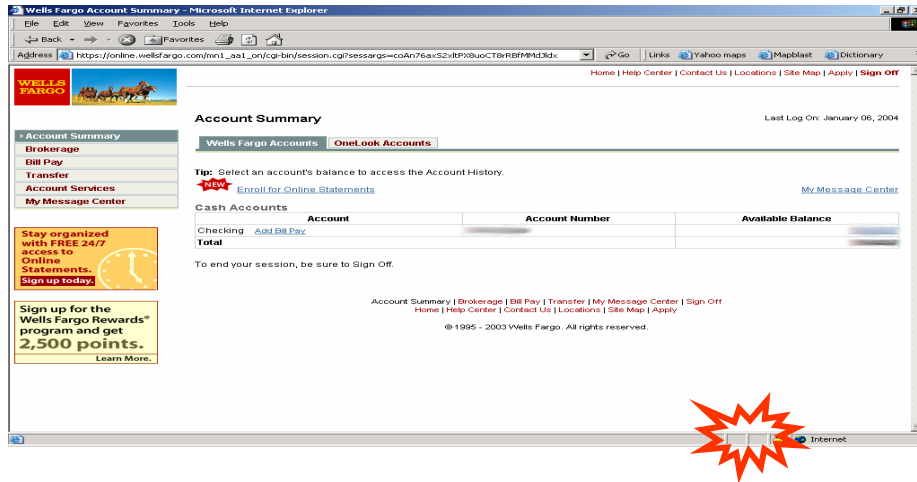 Wells Fargo Account Summary - Microsoft Internet Explorer
File Edit View Favorites Tools Help
Back Favorites
Address https://online.wellsfargo.com/mn1_aa1_on/cgi-bin/session.cgi?sessargs=coAn76axS2xltPX8uoCT8rRBfMMdJldx Go Links Yahoo maps Mapblast Dictionary
WELLS
FARGO
Home | Help Center | Contact Us | Locations | Site Map | Apply | Sign Off
Account Summary
Last Log On: January 06, 2004
Account Summary
Brokerage
Bill Pay
Transfer
Account Services
My Message Center
Wells Fargo Accounts OneLook Accounts
Tip: Select an account's balance to access the Account History.
NEW Enroll for Online Statements My Message Center
Cash Accounts
Account Account Number Available Balance
Checking Add Bill Pay
Total
To end your session, be sure to Sign Off.
Stay organized
with FREE 24/7
access to
Online
Statements.
Sign up today.
Sign up for the
Wells Fargo Rewards®
program and get
2,500 points.
Learn More.
Account Summary | Brokerage | Bill Pay | Transfer | My Message Center | Sign Off
Home | Help Center | Contact Us | Locations | Site Map | Apply
© 1995 - 2003 Wells Fargo. All rights reserved.
Internet